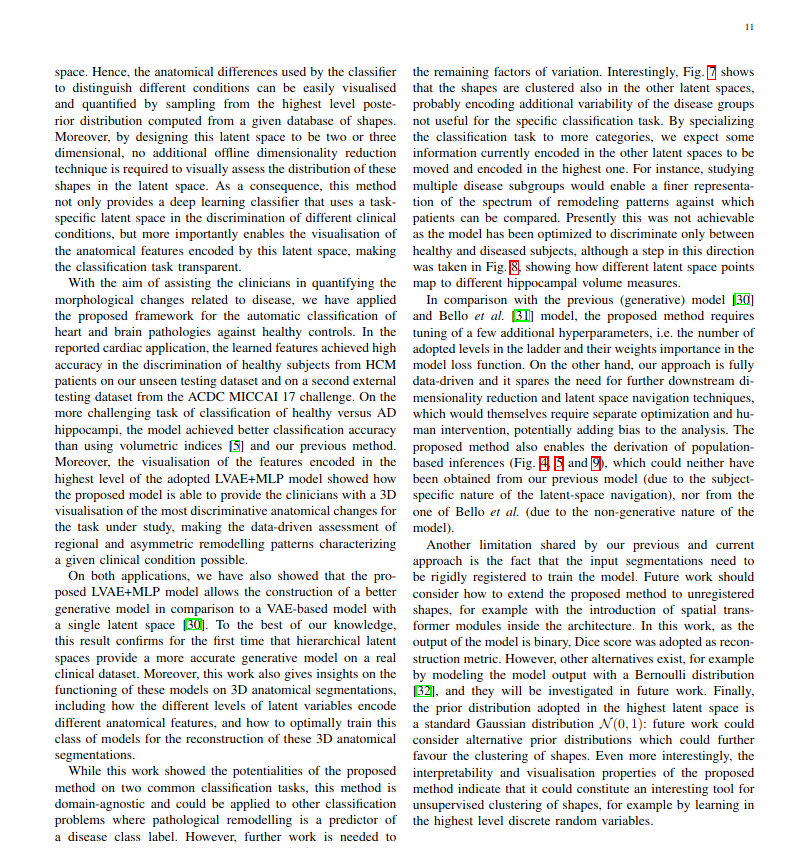 11
space. Hence, the anatomical differences used by the classifier
to distinguish different conditions can be easily visualised
and quantified by sampling from the highest level poste-
rior distribution computed from a given database of shapes.
Moreover, by designing this latent space to be two or three
dimensional, no additional offline dimensionality reduction
technique is required to visually assess the distribution of these
shapes in the latent space. As a consequence, this method
not only provides a deep learning classifier that uses a task-
specific latent space in the discrimination of different clinical
conditions, but more importantly enables the visualisation of
the anatomical features encoded by this latent space, making
the classification task transparent.
With the aim of assisting the clinicians in quantifying the
morphological changes related to disease, we have applied
the proposed framework for the automatic classification of
heart and brain pathologies against healthy controls. In the
reported cardiac application, the learned features achieved high
accuracy in the discrimination of healthy subjects from HCM
patients on our unseen testing dataset and on a second external
testing dataset from the ACDC MICCAI 17 challenge. On the
more challenging task of classification of healthy versus AD
hippocampi, the model achieved better classification accuracy
than using volumetric indices [5] and our previous method.
Moreover, the visualisation of the features encoded in the
highest level of the adopted LVAE+MLP model showed how
the proposed model is able to provide the clinicians with a 3D
visualisation of the most discriminative anatomical changes for
the task under study, making the data-driven assessment of
regional and asymmetric remodelling patterns characterizing
a given clinical condition possible.
On both applications, we have also showed that the pro-
posed LVAE+MLP model allows the construction of a better
generative model in comparison to a VAE-based model with
a single latent space [30]. To the best of our knowledge,
this result confirms for the first time that hierarchical latent
spaces provide a more accurate generative model on a real
clinical dataset. Moreover, this work also gives insights on the
functioning of these models on 3D anatomical segmentations,
including how the different levels of latent variables encode
different anatomical features, and how to optimally train this
class of models for the reconstruction of these 3D anatomical
segmentations.
While this work showed the potentialities of the proposed
method on two common classification tasks, this method is
domain-agnostic and could be applied to other classification
problems where pathological remodelling is a predictor of
a disease class label. However, further work is needed to
the remaining factors of variation. Interestingly, Fig. 7 shows
that the shapes are clustered also in the other latent spaces,
probably encoding additional variability of the disease groups
not useful for the specific classification task. By specializing
the classification task to more categories, we expect some
information currently encoded in the other latent spaces to be
moved and encoded in the highest one. For instance, studying
multiple disease subgroups would enable a finer representa-
tion of the spectrum of remodeling patterns against which
patients can be compared. Presently this was not achievable
as the model has been optimized to discriminate only between
healthy and diseased subjects, although a step in this direction
was taken in Fig. 8, showing how different latent space points
map to different hippocampal volume measures.
In comparison with the previous (generative) model [30]
and Bello et al. [31] model, the proposed method requires
tuning of a few additional hyperparameters, i.e. the number of
adopted levels in the ladder and their weights importance in the
model loss function. On the other hand, our approach is fully
data-driven and it spares the need for further downstream di-
mensionality reduction and latent space navigation techniques,
which would themselves require separate optimization and hu-
man intervention, potentially adding bias to the analysis. The
proposed method also enables the derivation of population-
based inferences (Fig. 4, 5 and 9), which could neither have
been obtained from our previous model (due to the subject-
specific nature of the latent-space navigation), nor from the
one of Bello et al. (due to the non-generative nature of the
model).
Another limitation shared by our previous and current
approach is the fact that the input segmentations need to
be rigidly registered to train the model. Future work should
consider how to extend the proposed method to unregistered
shapes, for example with the introduction of spatial trans-
former modules inside the architecture. In this work, as the
output of the model is binary, Dice score was adopted as recon-
struction metric. However, other alternatives exist, for example
by modeling the model output with a Bernoulli distribution
[32], and they will be investigated in future work. Finally,
the prior distribution adopted in the highest latent space is
a standard Gaussian distribution 𝒩(0, 1): future work could
consider alternative prior distributions which could further
favour the clustering of shapes. Even more interestingly, the
interpretability and visualisation properties of the proposed
method indicate that it could constitute an interesting tool for
unsupervised clustering of shapes, for example by learning in
the highest level discrete random variables.